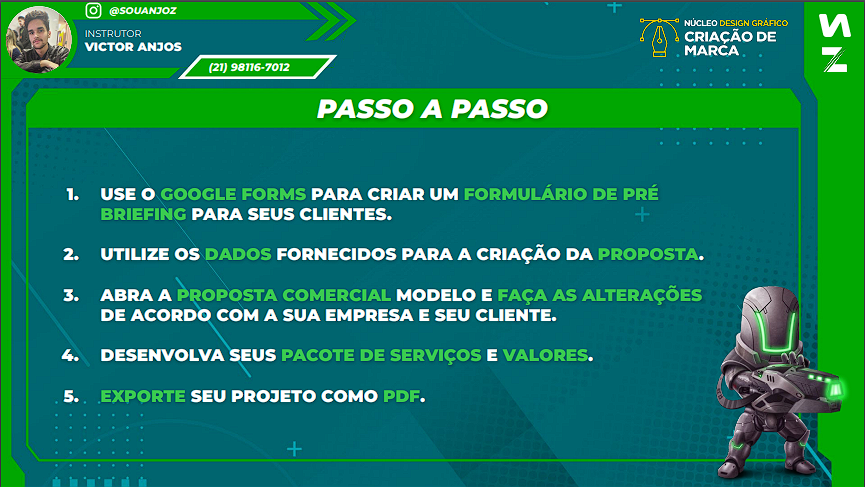 @SOUANJOZ
INSTRUTOR
VICTOR ANJOS
(21) 98116-7012
NÚCLEO DESIGN GRÁFICO
CRIAÇÃO DE
MARCA
PASSO A PASSO
1. USE O GOOGLE FORMS PARA CRIAR UM FORMULÁRIO DE PRÉ
BRIEFING PARA SEUS CLIENTES.
2. UTILIZE OS DADOS FORNECIDOS PARA A CRIAÇÃO DA PROPOSTA.
3. ABRA A PROPOSTA COMERCIAL MODELO E FAÇA AS ALTERAÇÕES
DE ACORDO COM A SUA EMPRESA E SEU CLIENTE.
4. DESENVOLVA SEUS PACOTE DE SERVIÇOS E VALORES.
5. EXPORTE SEU PROJETO COMO PDF.